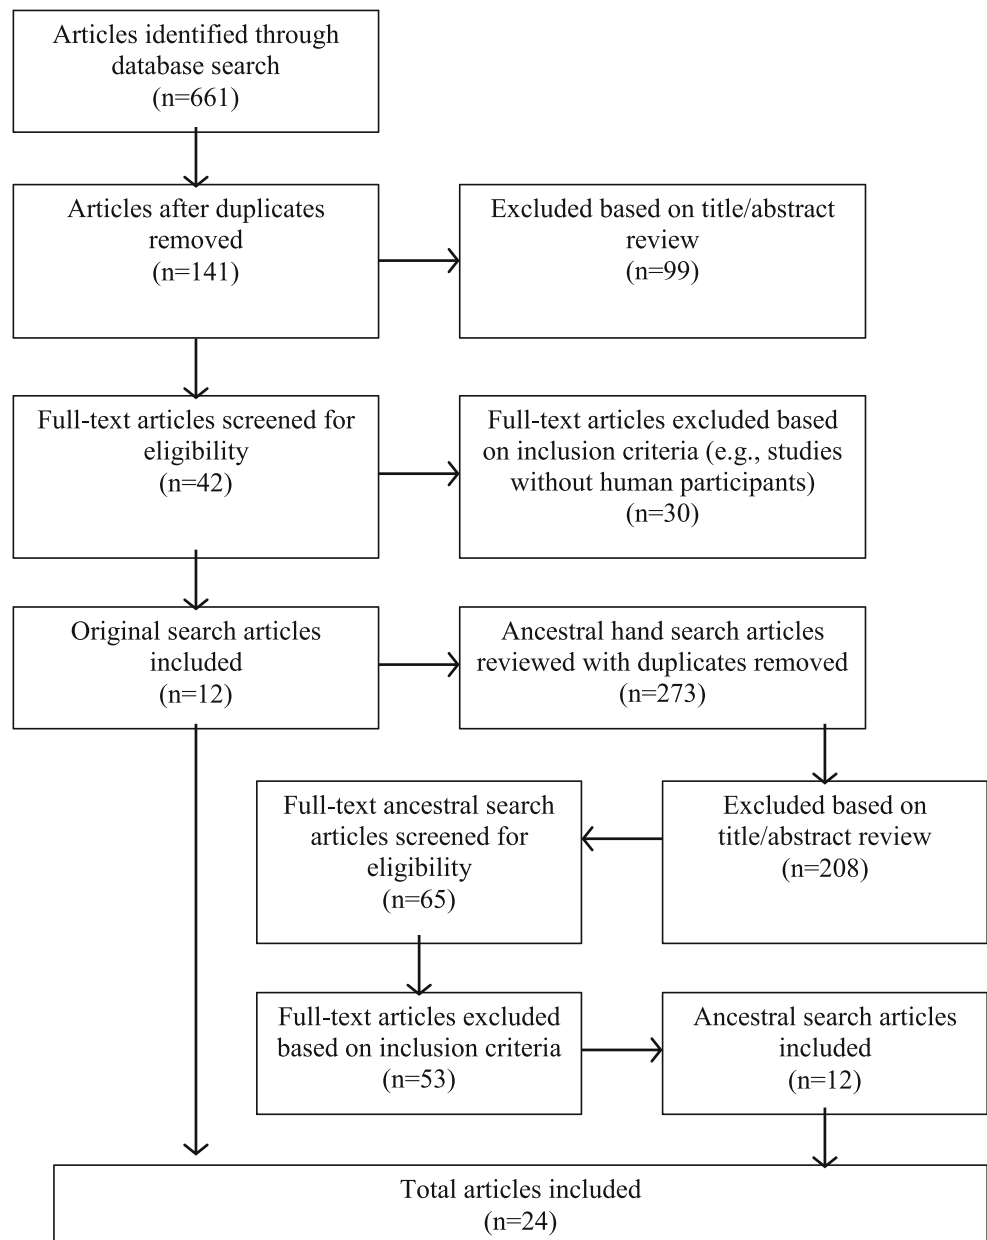 Articles identified through
database search
(n=661)
Articles after duplicates
removed
(n=141)
Excluded based on title/abstract
review
(n=99)
Full-text articles screened for
eligibility
(n=42)
Full-text articles excluded based
on inclusion criteria (e.g., studies
without human participants)
(n=30)
Original search articles
included
(n=12)
Ancestral hand search articles
reviewed with duplicates removed
(n=273)
Excluded based on
title/abstract review
(n=208)
Full-text ancestral search
articles screened for
eligibility
(n=65)
Full-text articles excluded
based on inclusion criteria
(n=53)
Ancestral search articles
included
(n=12)
Total articles included
(n=24)